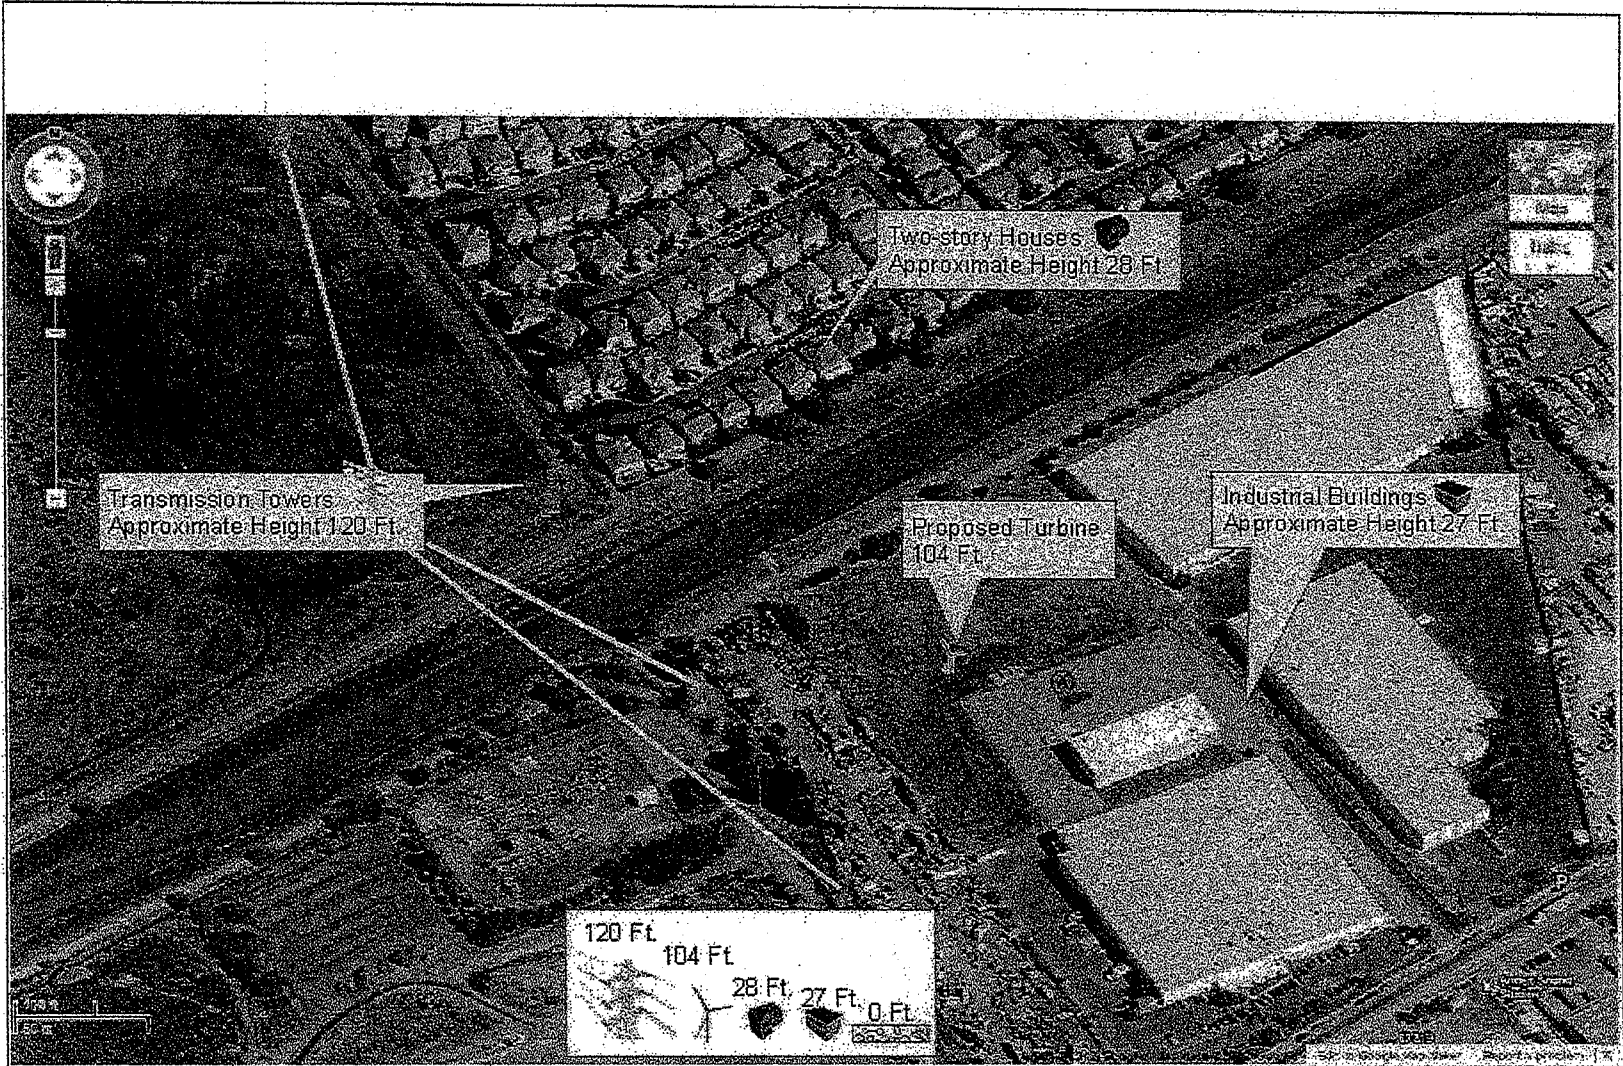 N
Two-story Houses
Approximate Height 28 Ft
Transmission Towers
Approximate Height 120 Ft.
Proposed Turbine
104 Ft.
Industrial Buildings
Approximate Height 27 Ft.
120 Ft.
104 Ft.
28 Ft.
27 Ft.
0 Ft.